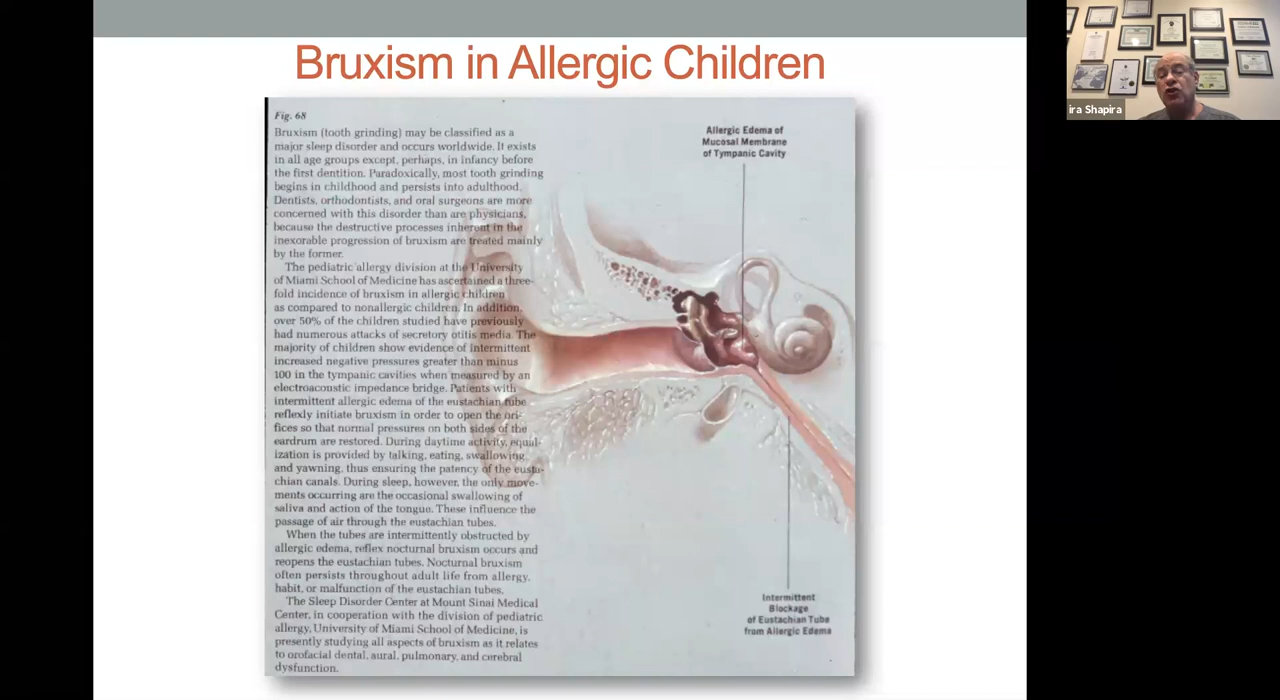 Bruxism in Allergic Children
Fig. 68
Bruxism (tooth grinding) may be classified as a
major sleep disorder and occurs worldwide. It exists
in all age groups except, perhaps, in infancy before
the first dentition. Paradoxically, most tooth grinding
begins in childhood and persists into adulthood.
Dentists, orthodontists, and oral surgeons are more
concerned with this disorder than are physicians,
because the destructive processes inherent in the
inexorable progression of bruxism are treated mainly
by the former.
The pediatric allergy division at the University
of Miami School of Medicine has ascertained a three-
fold incidence of bruxism in allergic children
as compared to nonallergic children. In addition,
over 50% of the children studied have previously
had numerous attacks of secretory otitis media. The
majority of children show evidence of intermittent
increased negative pressures greater than minus
100 in the tympanic cavities when measured by an
electroacoustic impedance bridge. Patients with
intermittent allergic edema of the eustachian tube
reflexly initiate bruxism in order to open the ori-
fices so that normal pressures on both sides of the
eardrum are restored. During daytime activity, equal-
ization is provided by talking, eating, swallowing,
and yawning, thus ensuring the patency of the eusta-
chian canals. During sleep, however, the only move-
ments occurring are the occasional swallowing of
saliva and action of the tongue. These influence the
passage of air through the eustachian tubes.
When the tubes are intermittently obstructed by
allergic edema, reflex nocturnal bruxism occurs and
reopens the eustachian tubes. Nocturnal bruxism
often persists throughout adult life from allergy,
habit, or malfunction of the eustachian tubes.
The Sleep Disorder Center at Mount Sinai Medical
Center, in cooperation with the division of pediatric
allergy, University of Miami School of Medicine, is
presently studying all aspects of bruxism as it relates
to orofacial dental, aural, pulmonary, and cerebral
dysfunction.
Allergic Edema of
Mucosal Membrane
of Tympanic Cavity
Intermittent
Blockage
of Eustachian Tube
from Allergic Edema
ira Shapira